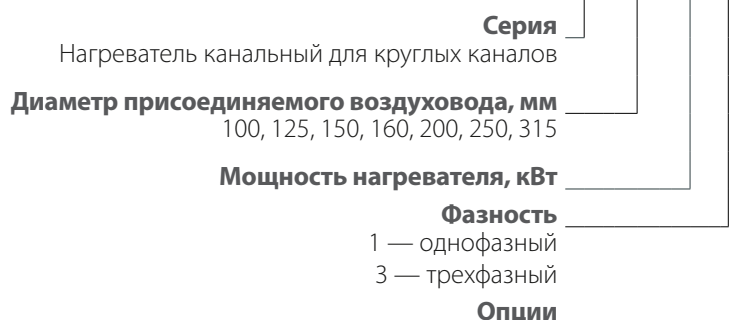 Серия
Нагреватель канальный для круглых каналов
Диаметр присоединяемого воздуховода, мм
100, 125, 150, 160, 200, 250, 315
Мощность нагревателя, кВт
Фазность
1 — однофазный
3 — трехфазный
Опции